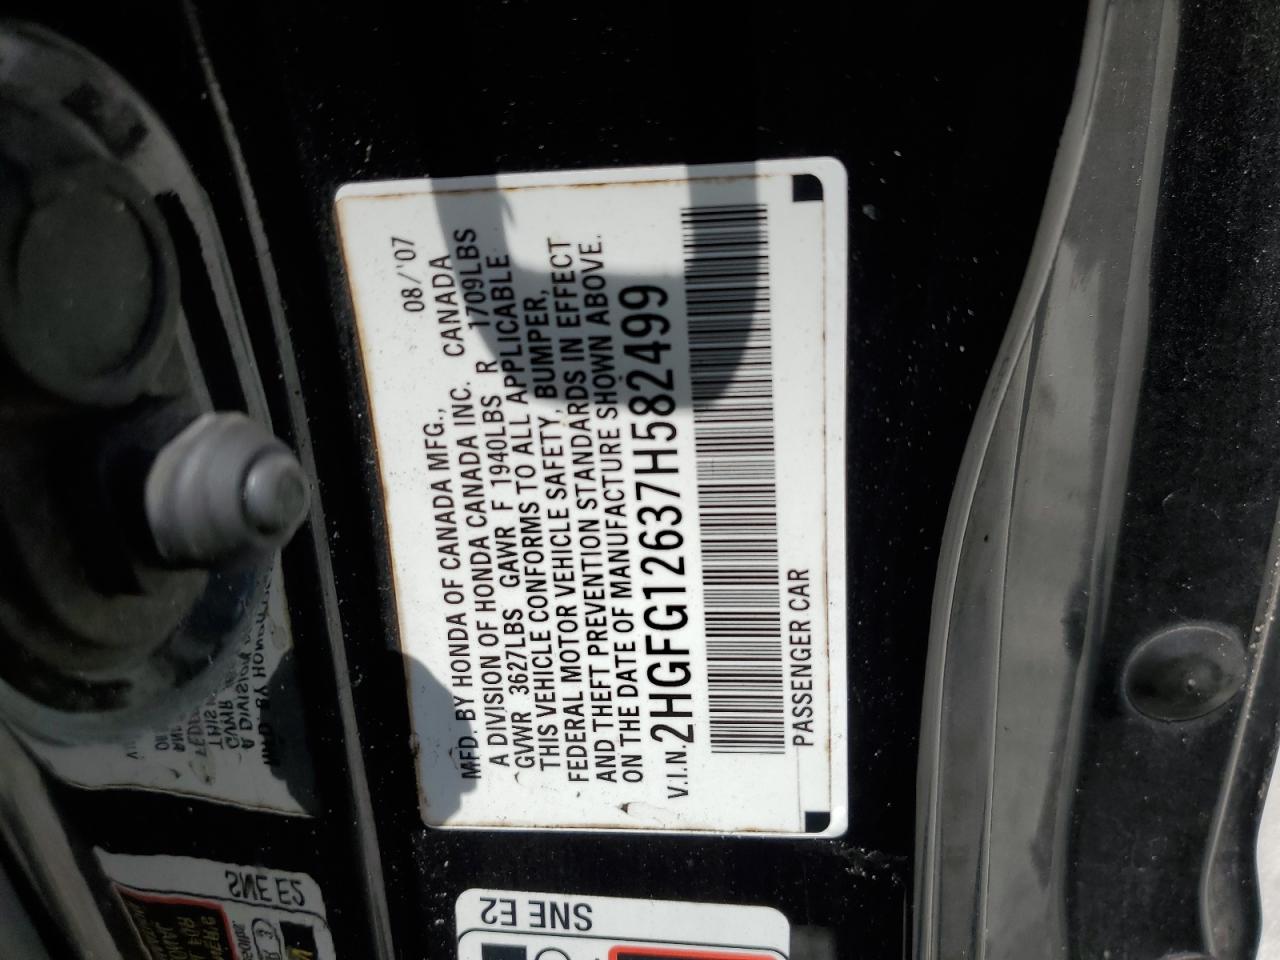 MFD. BY HONDA OF CANADA MFG., 08/'07
A DIVISION OF HONDA CANADA INC. CANADA
GVWR 3627LBS GAWR F 1940LBS R 1709LBS
THIS VEHICLE CONFORMS TO ALL APPLICABLE
FEDERAL MOTOR VEHICLE SAFETY, BUMPER,
AND THEFT PREVENTION STANDARDS IN EFFECT
ON THE DATE OF MANUFACTURE SHOWN ABOVE.
V.I.N. 2HGFG12637H582499
PASSENGER CAR
SNE E2